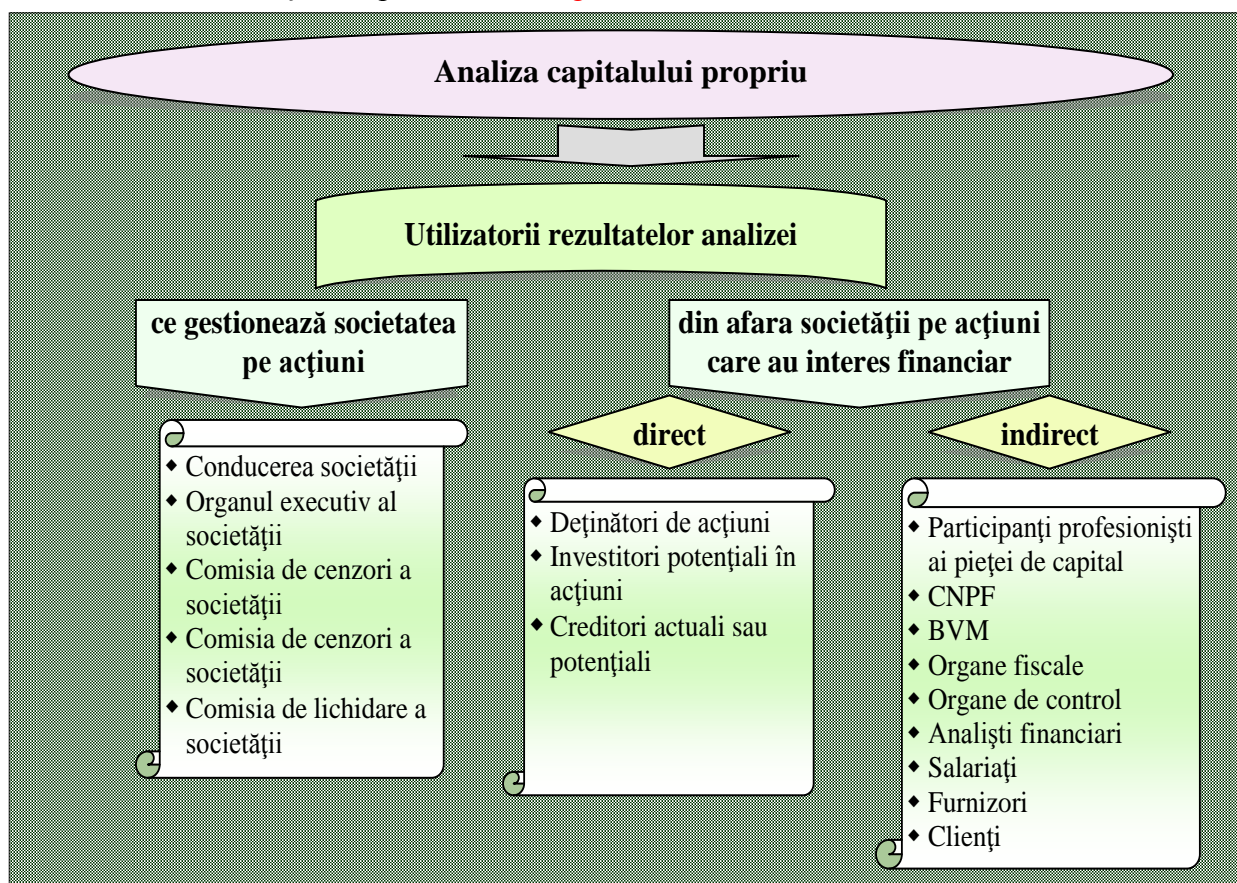 Analiza capitalului propriu
Utilizatorii rezultatelor analizei
ce gestionează societatea
pe acţiuni
din afara societăţii pe acţiuni
care au interes financiar
direct
indirect
◆ Conducerea societăţii
◆ Organul executiv al
societăţii
◆ Comisia de cenzori a
societăţii
◆ Comisia de cenzori a
societăţii
◆ Comisia de lichidare a
societăţii
◆ Deţinători de acţiuni
◆ Investitori potenţiali în
acţiuni
◆ Creditori actuali sau
potenţiali
◆ Participanţi profesionişti
ai pieţei de capital
◆ CNPF
◆ BVM
◆ Organe fiscale
◆ Organe de control
◆ Analişti financiari
◆ Salariaţi
◆ Furnizori
◆ Clienţi